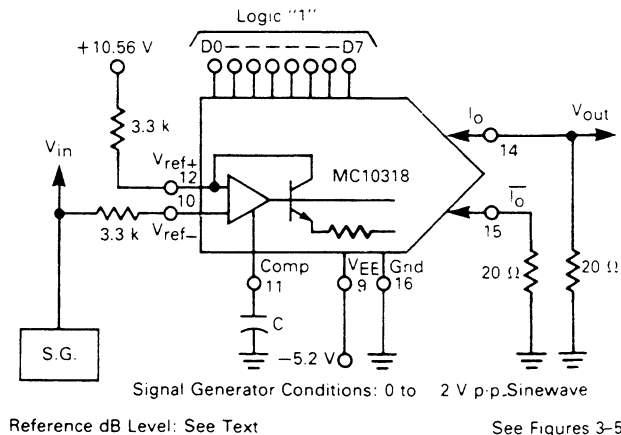 Logic "1"
+10.56 V
D0 D7
3.3 k
Vin
Vref+
12
MC10318
IO
14
Vout
10
3.3 k
Vref−
IO
15
Comp
11
VEE
9
Gnd
16
20 Ω
20 Ω
C
S.G.
−5.2 V
Signal Generator Conditions: 0 to 2 V p-p Sinewave
Reference dB Level: See Text
See Figures 3-5